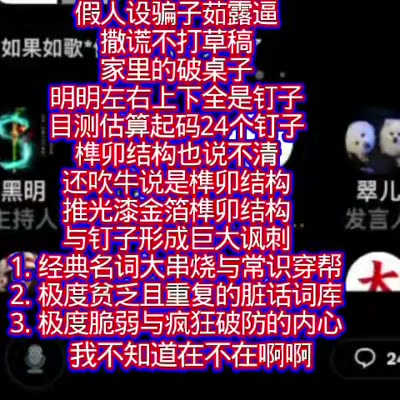 假人设骗子茹露逼
撒谎不打草稿
如果如歌*
家里的破桌子
明明左右上下全是钉子
目测估算起码24个钉子
榫卯结构也说不清
还吹牛说是榫卯结构
黑明
翠儿
推光漆金箔榫卯结构
主持人
发言人
与钉子形成巨大讽刺
1. 经典名词大串烧与常识穿帮
2. 极度贫乏且重复的脏话词库
3. 极度脆弱与疯狂破防的内心
我不知道在不在啊啊
24